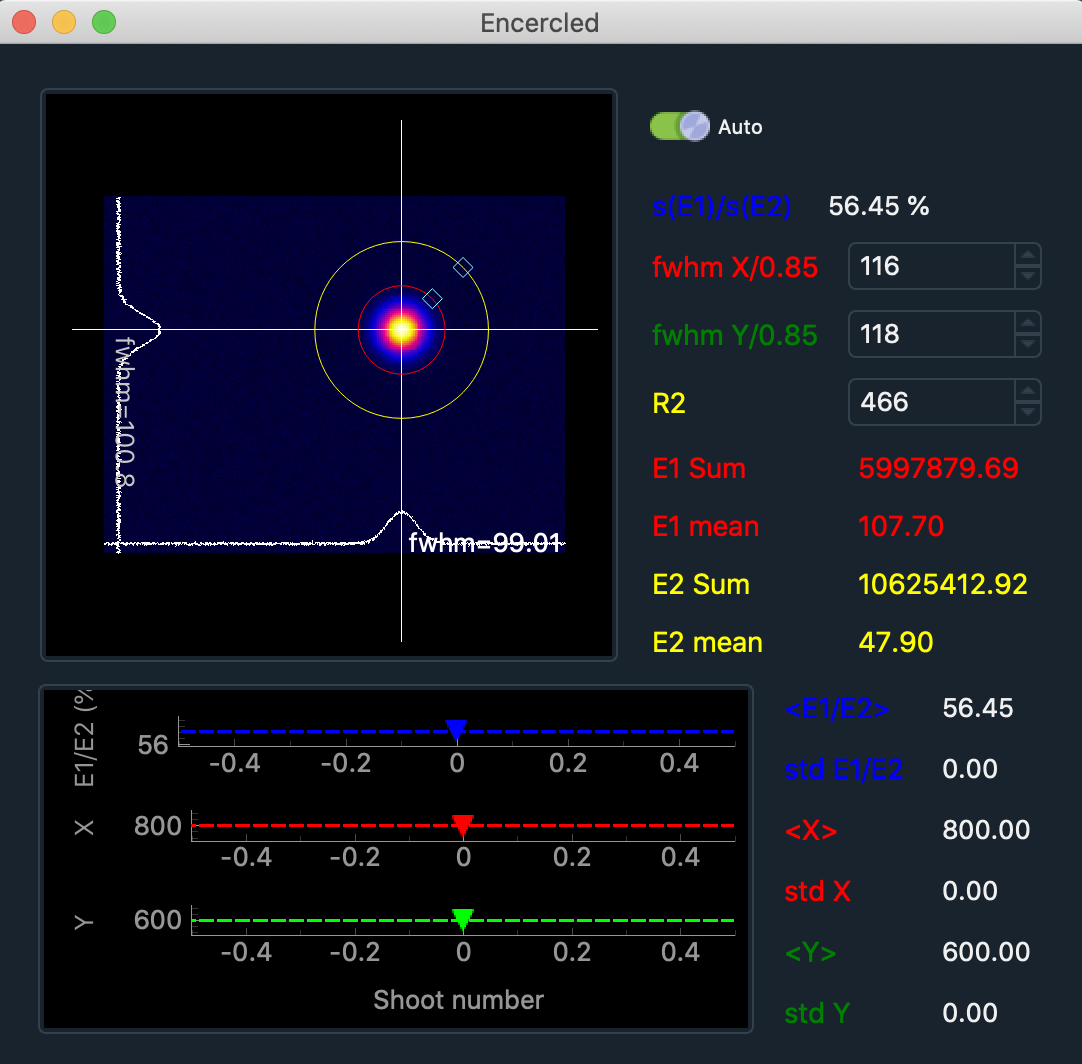 Encercled
Auto
s(E1)/s(E2) 56.45 %
fwhm X/0.85 116
fwhm Y/0.85 118
R2 466
E1 Sum 5997879.69
E1 mean 107.70
E2 Sum 10625412.92
E2 mean 47.90
fwhm=100.8
fwhm=99.01
E1/E2 (%
56
-0.4 -0.2 0 0.2 0.4
X
800
-0.4 -0.2 0 0.2 0.4
Y
600
-0.4 -0.2 0 0.2 0.4
Shoot number
<E1/E2> 56.45
std E1/E2 0.00
<X> 800.00
std X 0.00
<Y> 600.00
std Y 0.00